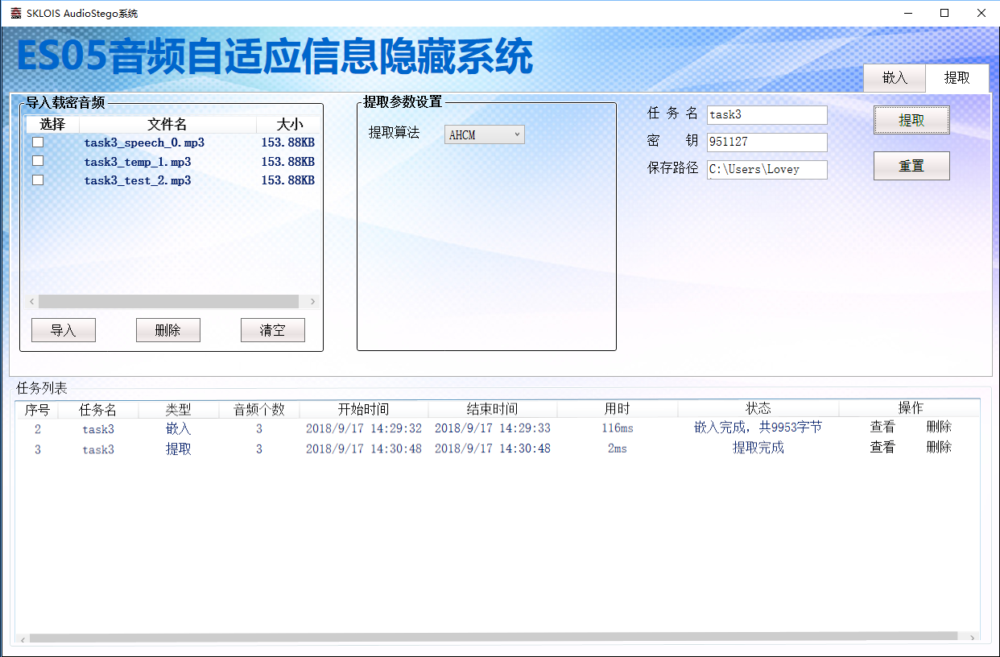 SKLOIS AudioStego系统
ES05音频自适应信息隐藏系统
嵌入 提取
导入载密音频
选择 文件名 大小
task3_speech_0.mp3 153.88KB
task3_temp_1.mp3 153.88KB
task3_test_2.mp3 153.88KB
导入 删除 清空
提取参数设置
提取算法 AHCM
任务名 task3
密钥 951127
保存路径 C:\Users\Lovey
提取
重置
任务列表
序号 任务名 类型 音频个数 开始时间 结束时间 用时 状态 操作
2 task3 嵌入 3 2018/9/17 14:29:32 2018/9/17 14:29:33 116ms 嵌入完成，共9953字节 查看 删除
3 task3 提取 3 2018/9/17 14:30:48 2018/9/17 14:30:48 2ms 提取完成 查看 删除